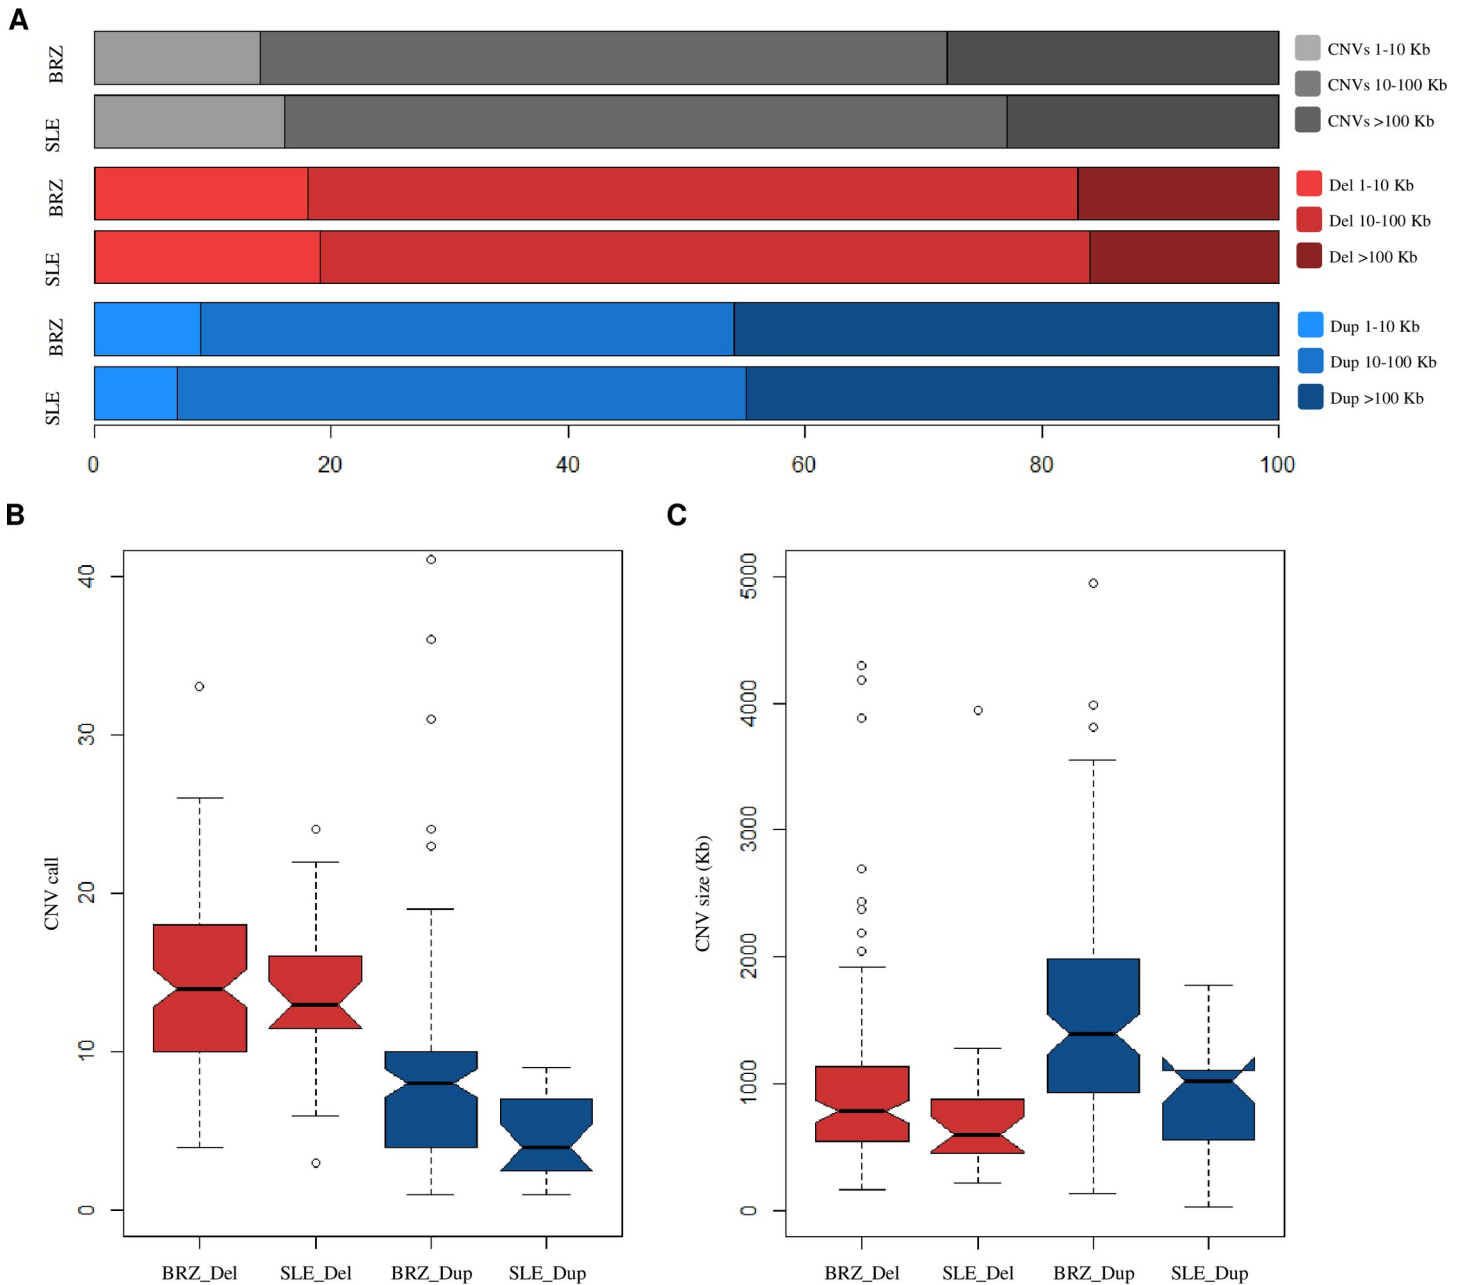 A
BRZ
CNVs 1-10 Kb
CNVs 10-100 Kb
SLE
CNVs >100 Kb
BRZ
Del 1-10 Kb
Del 10-100 Kb
SLE
Del >100 Kb
BRZ
Dup 1-10 Kb
Dup 10-100 Kb
SLE
Dup >100 Kb
0 20 40 60 80 100
B
CNV call
40
30
20
10
0
BRZ_Del SLE_Del BRZ_Dup SLE_Dup
C
CNV size (Kb)
5000
4000
3000
2000
1000
0
BRZ_Del SLE_Del BRZ_Dup SLE_Dup